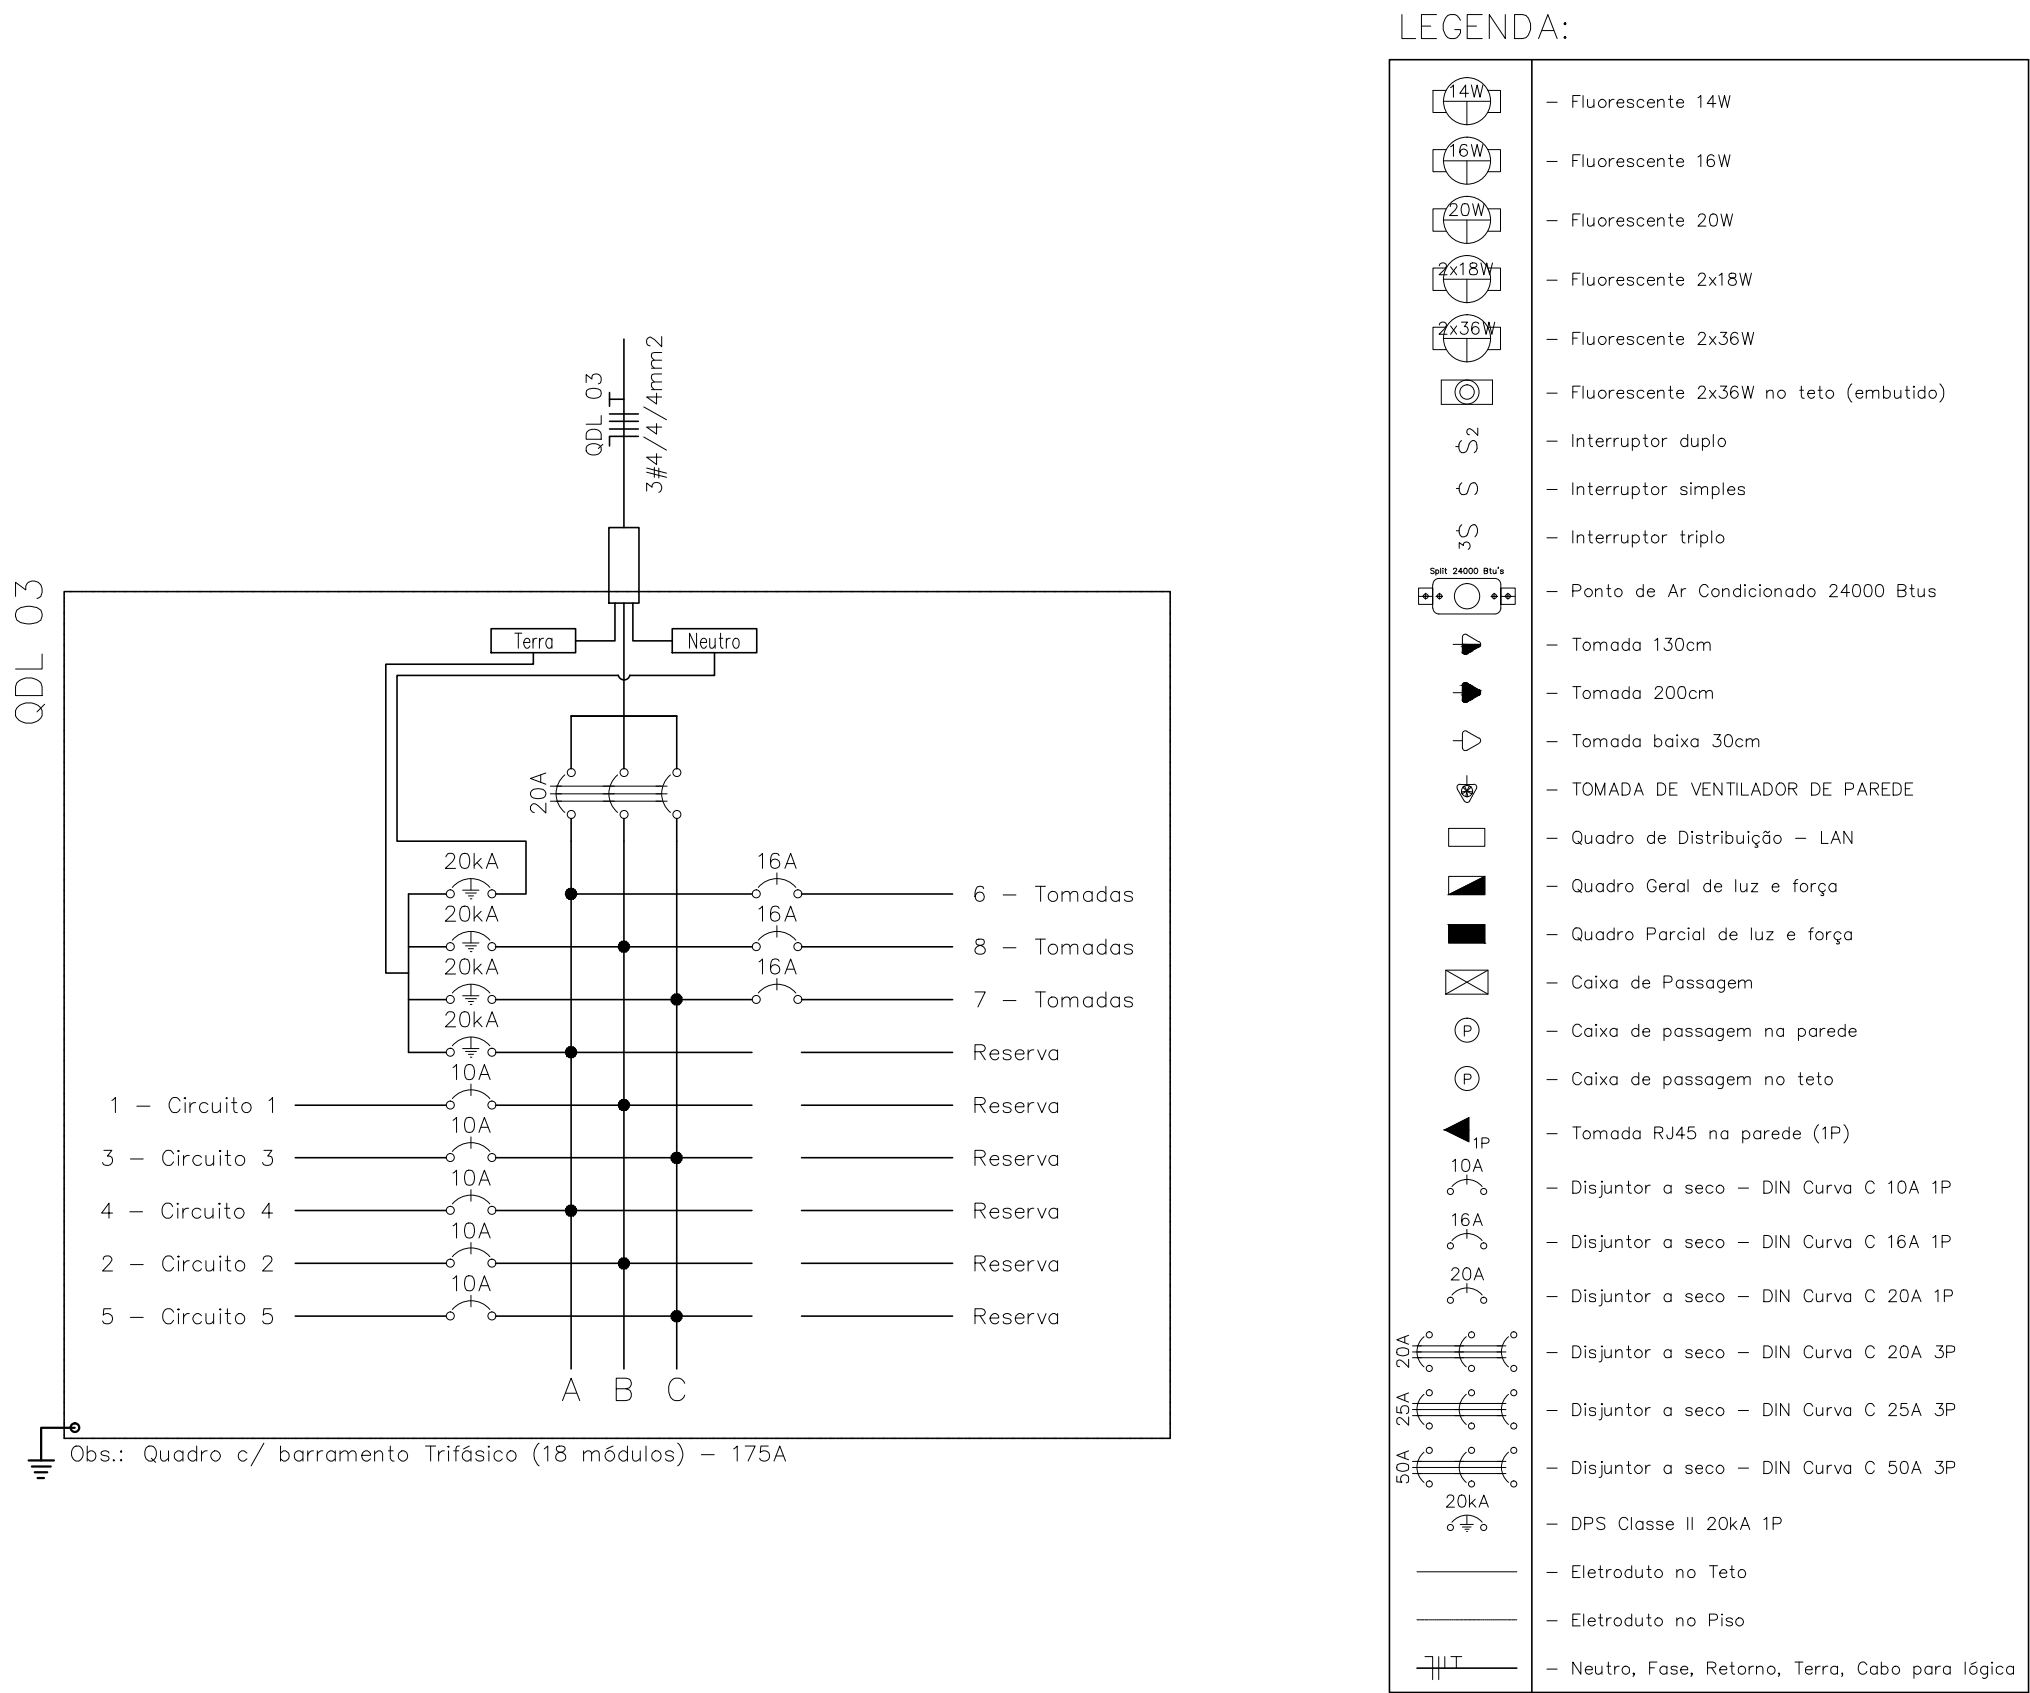 LEGENDA:
14W
– Fluorescente 14W
16W
– Fluorescente 16W
20W
– Fluorescente 20W
2x18W
– Fluorescente 2x18W
2x36W
– Fluorescente 2x36W
– Fluorescente 2x36W no teto (embutido)
S2
– Interruptor duplo
S
– Interruptor simples
3S
– Interruptor triplo
Split 24000 Btu's
– Ponto de Ar Condicionado 24000 Btus
– Tomada 130cm
– Tomada 200cm
– Tomada baixa 30cm
– TOMADA DE VENTILADOR DE PAREDE
– Quadro de Distribuição – LAN
– Quadro Geral de luz e força
– Quadro Parcial de luz e força
– Caixa de Passagem
P
– Caixa de passagem na parede
P
– Caixa de passagem no teto
1P
– Tomada RJ45 na parede (1P)
10A
– Disjuntor a seco – DIN Curva C 10A 1P
16A
– Disjuntor a seco – DIN Curva C 16A 1P
20A
– Disjuntor a seco – DIN Curva C 20A 1P
20A
– Disjuntor a seco – DIN Curva C 20A 3P
25A
– Disjuntor a seco – DIN Curva C 25A 3P
50A
– Disjuntor a seco – DIN Curva C 50A 3P
20kA
– DPS Classe II 20kA 1P
– Eletroduto no Teto
– Eletroduto no Piso
– Neutro, Fase, Retorno, Terra, Cabo para lógica
QDL 03
3#4/4/4mm2
QDL 03
Terra
Neutro
20A
20kA
16A
6 – Tomadas
20kA
16A
8 – Tomadas
20kA
16A
7 – Tomadas
20kA
Reserva
10A
1 – Circuito 1
Reserva
10A
3 – Circuito 3
Reserva
10A
4 – Circuito 4
Reserva
10A
2 – Circuito 2
Reserva
10A
5 – Circuito 5
Reserva
A B C
Obs.: Quadro c/ barramento Trifásico (18 módulos) – 175A